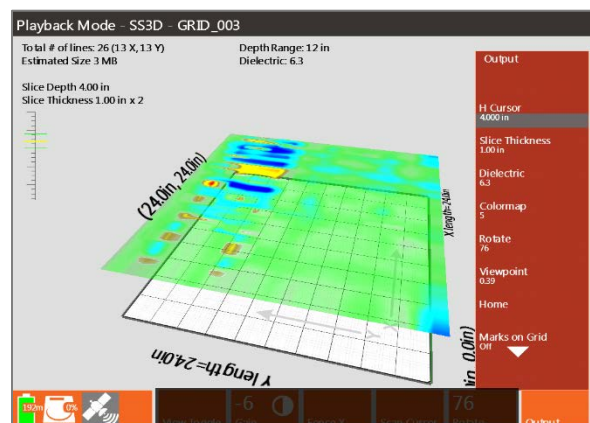 Playback Mode - SS3D - GRID_003
Total # of lines: 26 (13 X,13 Y)
Estimated Size 3 MB
Depth Range: 12 in
Dielectric: 6.3
Slice Depth 4.00 in
Slice Thickness 1.00 in x 2
Output
H Cursor
4.000 in
Slice Thickness
1.00 in
Dielectric
6.3
Colormap
5
Rotate
76
Viewpoint
0.39
Home
Marks on Grid
Off
(24.0in, 24.0in)
X length=24.0in
Y length=24.0in
in 0.0in)
X
Y
192m
0%
-6
76
Output